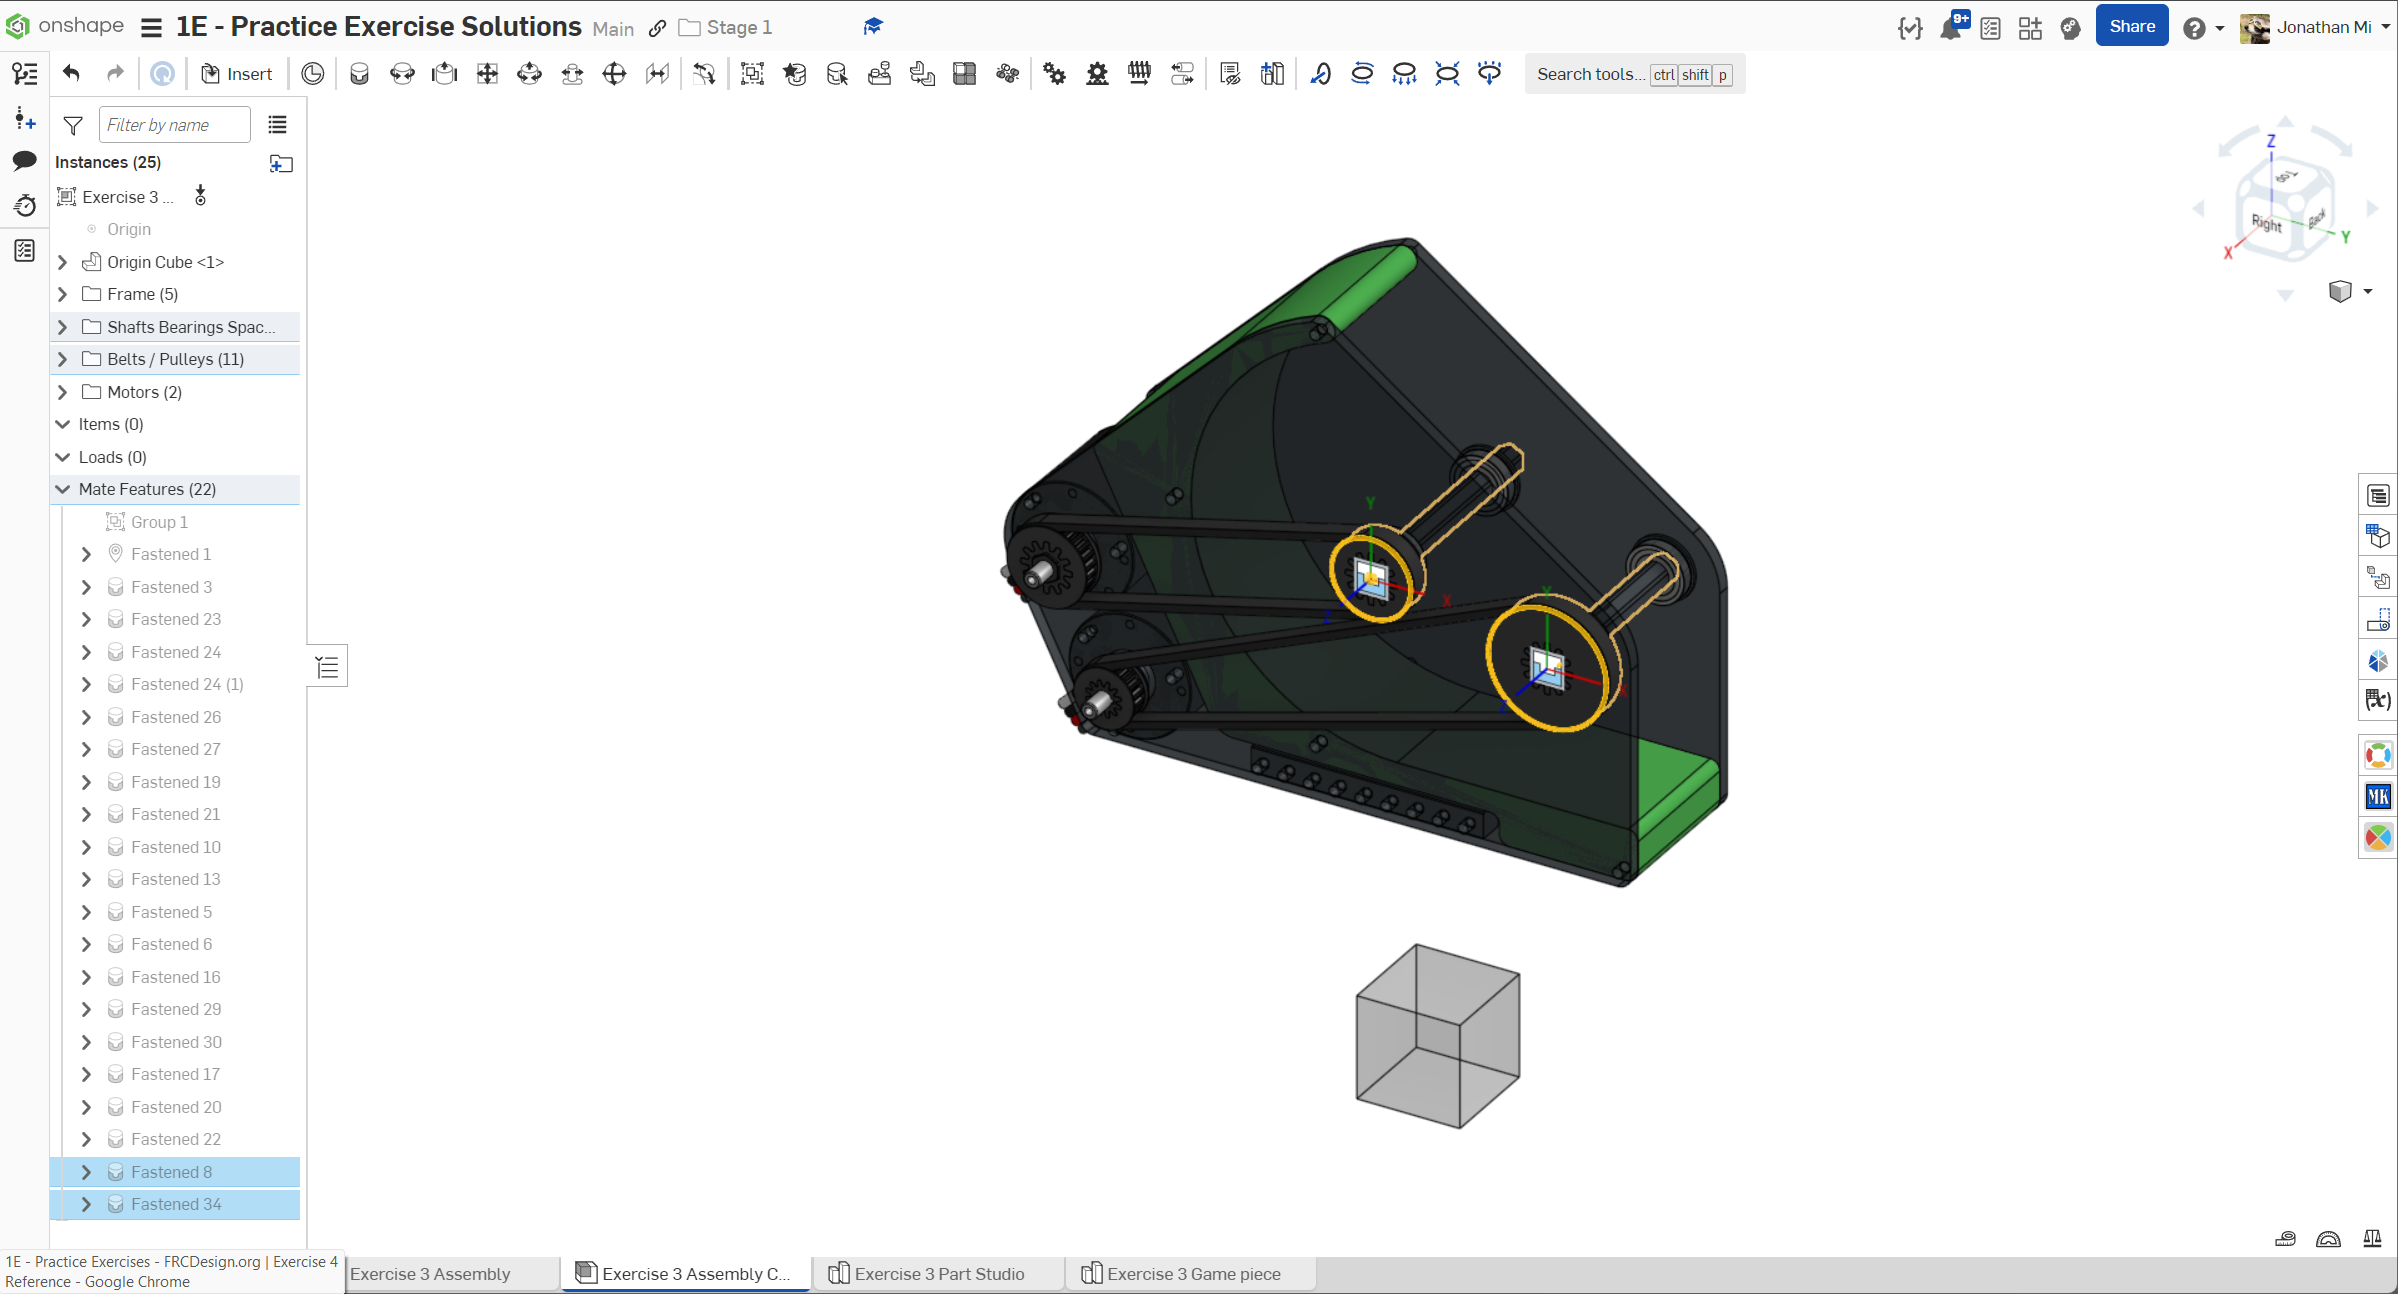 onshape
1E - Practice Exercise Solutions Main Stage 1
9+
Share
Jonathan Mi
Insert
Search tools... ctrl shift p
Filter by name
Instances (25)
Exercise 3 ...
Origin
Origin Cube <1>
Frame (5)
Shafts Bearings Spac...
Belts / Pulleys (11)
Motors (2)
Items (0)
Loads (0)
Mate Features (22)
Group 1
Fastened 1
Fastened 3
Fastened 23
Fastened 24
Fastened 24 (1)
Fastened 26
Fastened 27
Fastened 19
Fastened 21
Fastened 10
Fastened 13
Fastened 5
Fastened 6
Fastened 16
Fastened 29
Fastened 30
Fastened 17
Fastened 20
Fastened 22
Fastened 8
Fastened 34
Z
Top
Right
Back
X
Y
Y
X
Z
Y
X
MK
(x)
1E - Practice Exercises - FRCDesign.org | Exercise 4
Reference - Google Chrome
Exercise 3 Assembly
Exercise 3 Assembly C...
Exercise 3 Part Studio
Exercise 3 Game piece